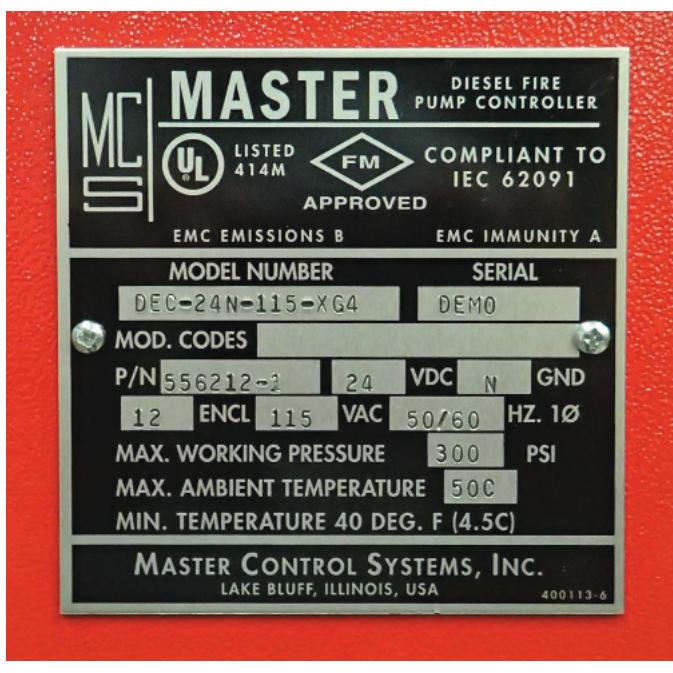 MCS
MASTER
DIESEL FIRE
PUMP CONTROLLER
UL® LISTED
414M
FM
APPROVED
COMPLIANT TO
IEC 62091
EMC EMISSIONS B EMC IMMUNITY A
MODEL NUMBER SERIAL
DEC-24N-115-XG4 DEMO
MOD. CODES
P/N 556212-1 24 VDC N GND
12 ENCL 115 VAC 50/60 HZ. 1Ø
MAX. WORKING PRESSURE 300 PSI
MAX. AMBIENT TEMPERATURE 50C
MIN. TEMPERATURE 40 DEG. F (4.5C)
MASTER CONTROL SYSTEMS, INC.
LAKE BLUFF, ILLINOIS, USA
400113-6